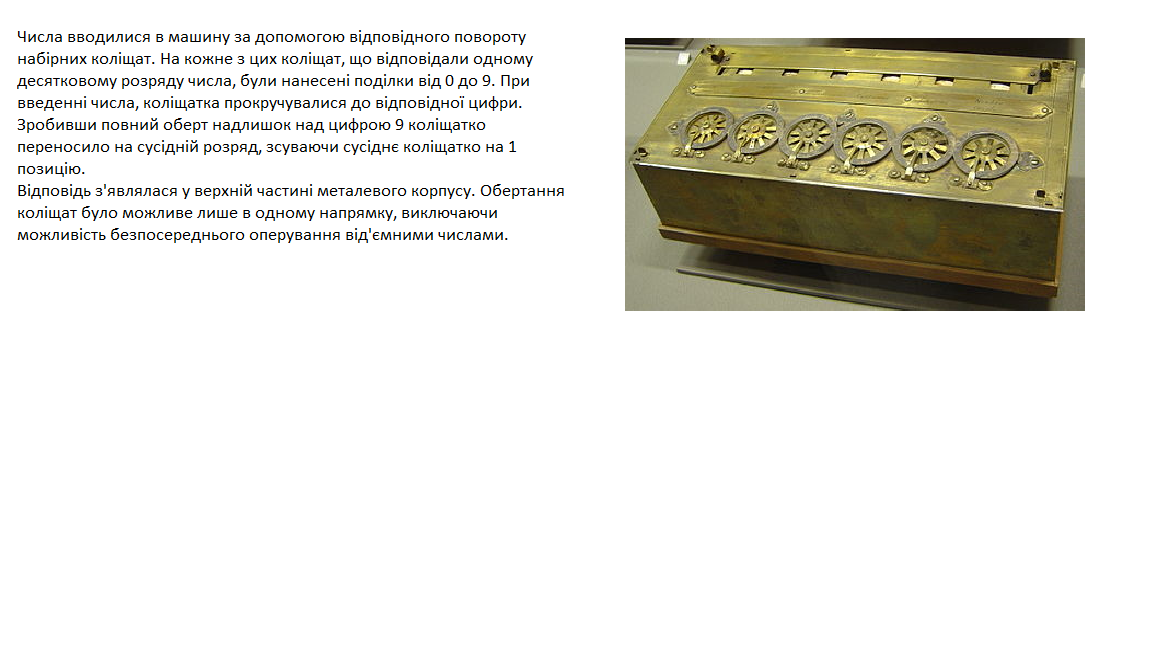 Числа вводилися в машину за допомогою відповідного повороту
набірних коліщат. На кожне з цих коліщат, що відповідали одному
десятковому розряду числа, були нанесені поділки від 0 до 9. При
введенні числа, коліщатка прокручувалися до відповідної цифри.
Зробивши повний оберт надлишок над цифрою 9 коліщатко
переносило на сусідній розряд, зсуваючи сусіднє коліщатко на 1
позицію.
Відповідь з'являлася у верхній частині металевого корпусу. Обертання
коліщат було можливе лише в одному напрямку, виключаючи
можливість безпосереднього оперування від'ємними числами.